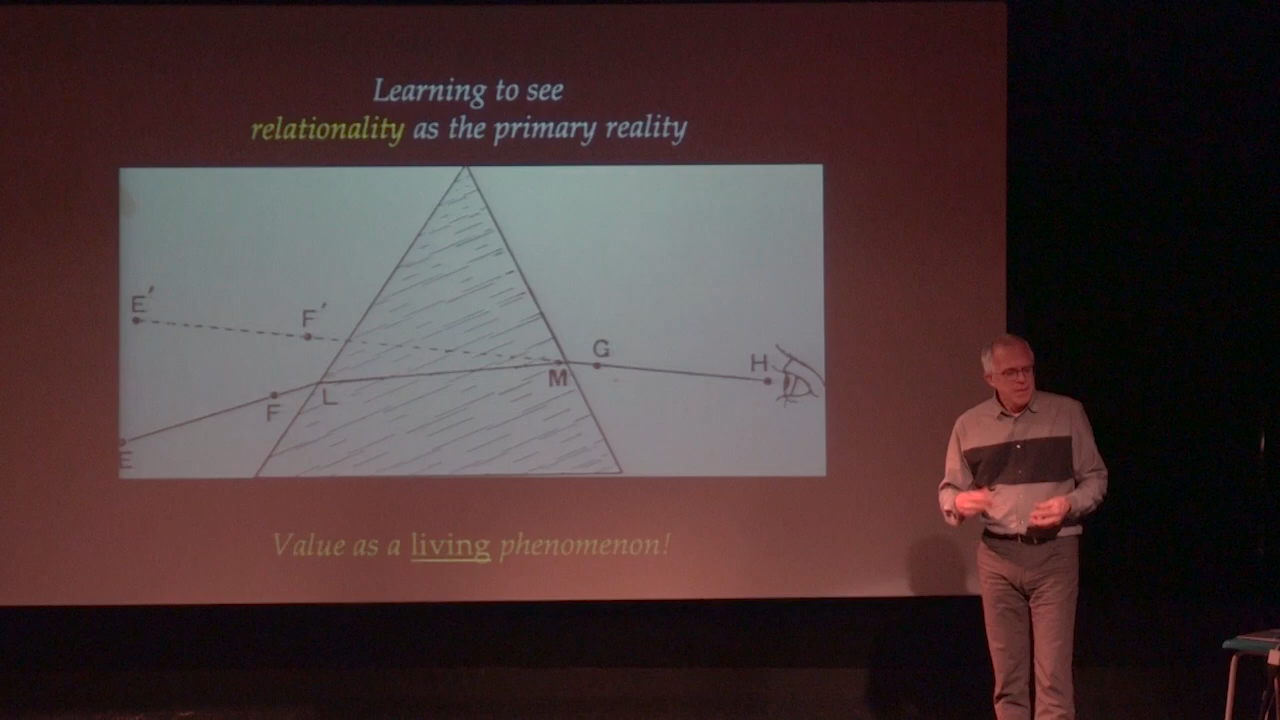 Learning to see
relationality as the primary reality
E'
F'
G
H
M
L
F
E
Value as a living phenomenon!